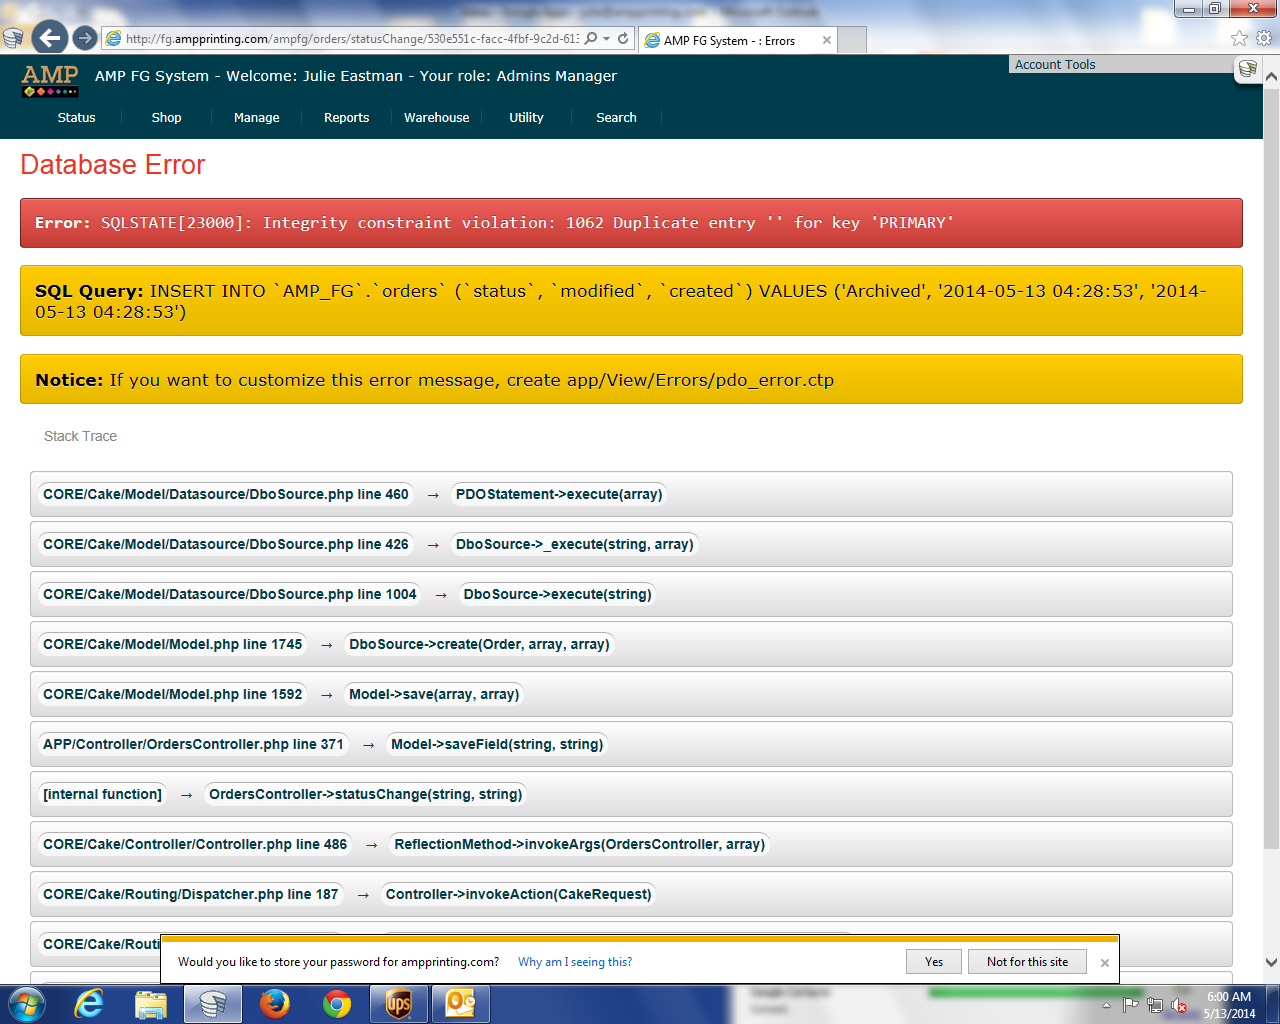 http://fg.ampprinting.com/ampfg/orders/statusChange/530e551c-facc-4fbf-9c2d-613
AMP FG System - : Errors
AMP
AMP FG System - Welcome: Julie Eastman - Your role: Admins Manager
Account Tools
Status Shop Manage Reports Warehouse Utility Search
Database Error
Error: SQLSTATE[23000]: Integrity constraint violation: 1062 Duplicate entry '' for key 'PRIMARY'
SQL Query: INSERT INTO `AMP_FG`.`orders` (`status`, `modified`, `created`) VALUES ('Archived', '2014-05-13 04:28:53', '2014-
05-13 04:28:53')
Notice: If you want to customize this error message, create app/View/Errors/pdo_error.ctp
Stack Trace
CORE/Cake/Model/Datasource/DboSource.php line 460 → PDOStatement->execute(array)
CORE/Cake/Model/Datasource/DboSource.php line 426 → DboSource->_execute(string, array)
CORE/Cake/Model/Datasource/DboSource.php line 1004 → DboSource->execute(string)
CORE/Cake/Model/Model.php line 1745 → DboSource->create(Order, array, array)
CORE/Cake/Model/Model.php line 1592 → Model->save(array, array)
APP/Controller/OrdersController.php line 371 → Model->saveField(string, string)
[internal function] → OrdersController->statusChange(string, string)
CORE/Cake/Controller/Controller.php line 486 → ReflectionMethod->invokeArgs(OrdersController, array)
CORE/Cake/Routing/Dispatcher.php line 187 → Controller->invokeAction(CakeRequest)
CORE/Cake/Routi
Would you like to store your password for ampprinting.com? Why am I seeing this? Yes Not for this site
ups
6:00 AM
5/13/2014